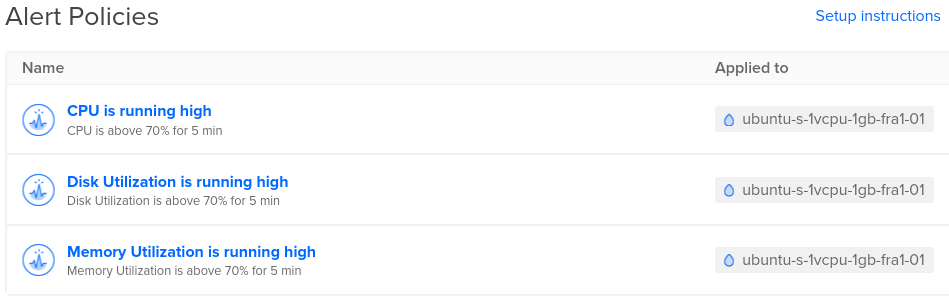 Alert Policies
Setup instructions
Name
Applied to
CPU is running high
CPU is above 70% for 5 min
ubuntu-s-1vcpu-1gb-fra1-01
Disk Utilization is running high
Disk Utilization is above 70% for 5 min
ubuntu-s-1vcpu-1gb-fra1-01
Memory Utilization is running high
Memory Utilization is above 70% for 5 min
ubuntu-s-1vcpu-1gb-fra1-01